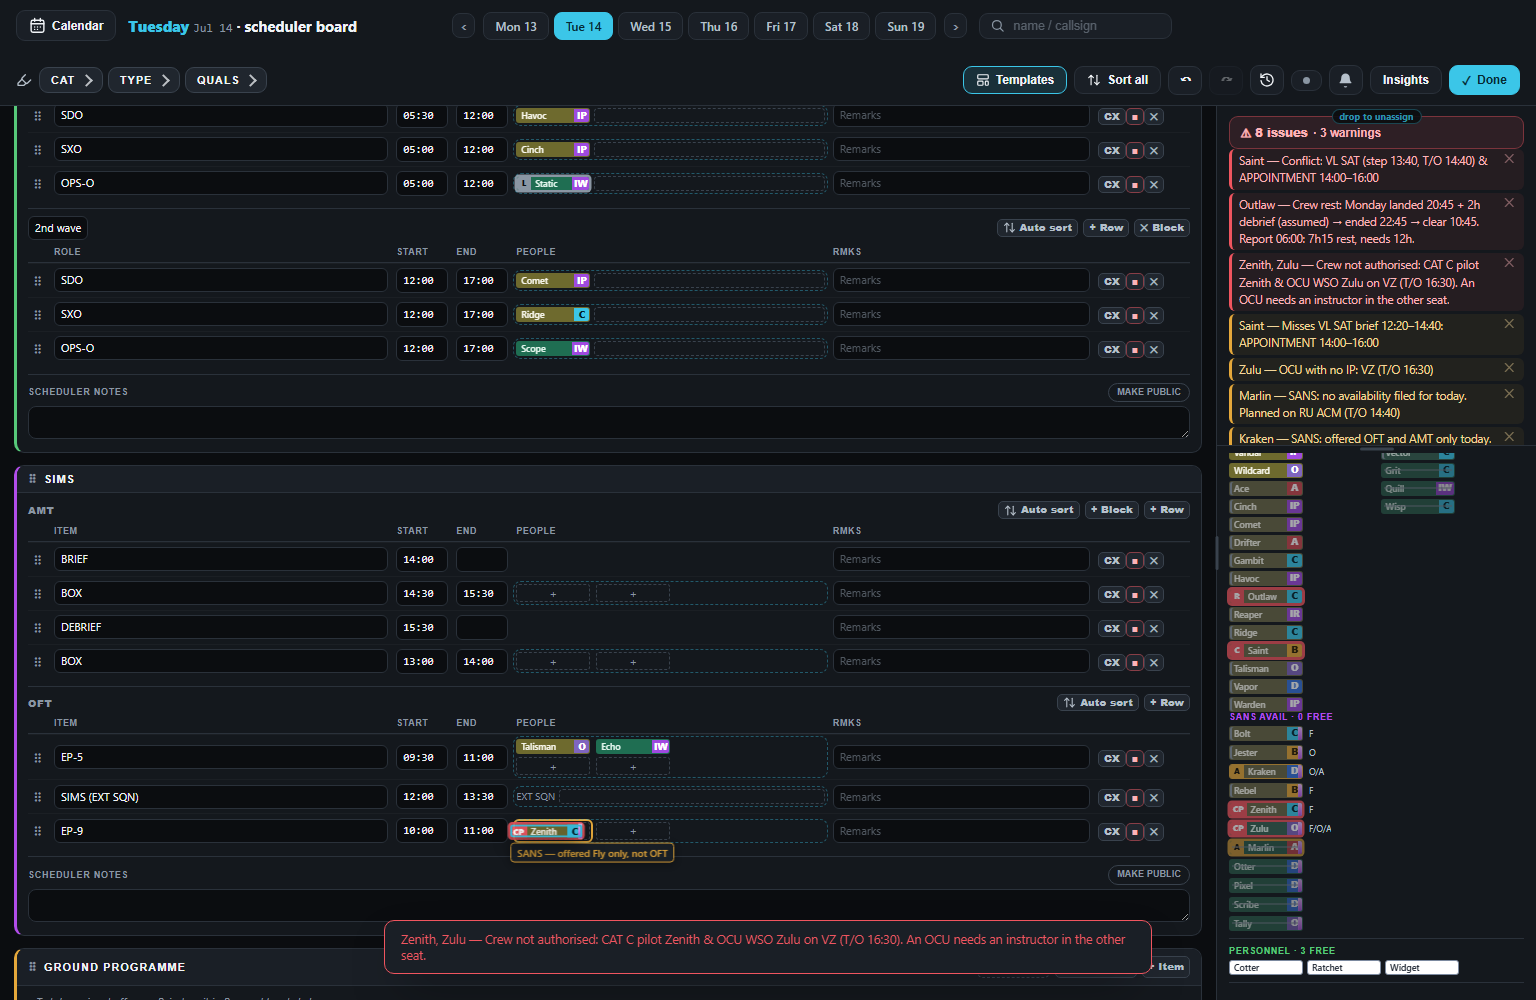 Calendar
Tuesday Jul 14 · scheduler board
Mon 13
Tue 14
Wed 15
Thu 16
Fri 17
Sat 18
Sun 19
name / callsign
CAT
TYPE
QUALS
Templates
Sort all
Insights
✓ Done
SDO 05:30 12:00 Havoc IP Remarks CX
SXO 05:00 12:00 Cinch IP Remarks CX
OPS-O 05:00 12:00 L Static IW Remarks CX
2nd wave
Auto sort
+ Row
× Block
ROLE START END PEOPLE RMKS
SDO 12:00 17:00 Comet IP Remarks CX
SXO 12:00 17:00 Ridge C Remarks CX
OPS-O 12:00 17:00 Scope IW Remarks CX
SCHEDULER NOTES
MAKE PUBLIC
SIMS
AMT
Auto sort
+ Block
+ Row
ITEM START END PEOPLE RMKS
BRIEF 14:00 Remarks CX
BOX 14:30 15:30 + + Remarks CX
DEBRIEF 15:30 Remarks CX
BOX 13:00 14:00 + + Remarks CX
OFT
Auto sort
+ Row
ITEM START END PEOPLE RMKS
EP-5 09:30 11:00 Talisman O Echo IW + + Remarks CX
SIMS (EXT SQN) 12:00 13:30 EXT SQN Remarks CX
EP-9 10:00 11:00 CP Zenith C + Remarks CX
SANS — offered Fly only, not OFT
SCHEDULER NOTES
MAKE PUBLIC
Zenith, Zulu — Crew not authorised: CAT C pilot Zenith & OCU WSO Zulu on VZ (T/O 16:30). An OCU needs an instructor in the other
seat.
GROUND PROGRAMME
Item
drop to unassign
⚠ 8 issues · 3 warnings
Saint — Conflict: VL SAT (step 13:40, T/O 14:40) &
APPOINTMENT 14:00–16:00
Outlaw — Crew rest: Monday landed 20:45 + 2h
debrief (assumed) → ended 22:45 → clear 10:45.
Report 06:00: 7h15 rest, needs 12h.
Zenith, Zulu — Crew not authorised: CAT C pilot
Zenith & OCU WSO Zulu on VZ (T/O 16:30). An
OCU needs an instructor in the other seat.
Saint — Misses VL SAT brief 12:20–14:40:
APPOINTMENT 14:00–16:00
Zulu — OCU with no IP: VZ (T/O 16:30)
Marlin — SANS: no availability filed for today.
Planned on RU ACM (T/O 14:40)
Kraken — SANS: offered OFT and AMT only today.
Vandal
Vector C
Wildcard O
Grit C
Ace A
Quill IW
Cinch IP
Wisp C
Comet IP
Drifter A
Gambit C
Havoc IP
R Outlaw C
Reaper IR
Ridge C
C Saint B
Talisman O
Vapor D
Warden IP
SANS AVAIL · 0 FREE
Bolt C F
Jester B O
A Kraken D O/A
Rebel B F
CP Zenith C F
CP Zulu O F/O/A
A Marlin A
Otter D
Pixel D
Scribe D
Tally O
PERSONNEL · 3 FREE
Cotter
Ratchet
Widget